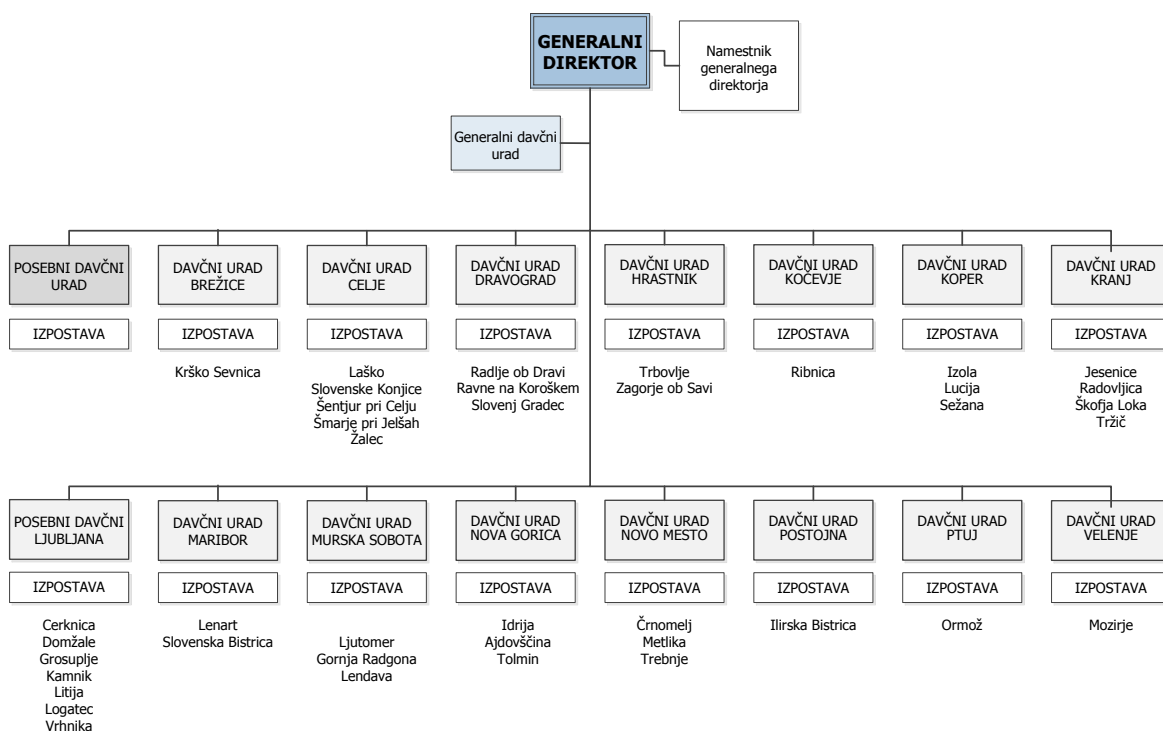 GENERALNI
DIREKTOR
Namestnik
generalnega
direktorja
Generalni davčni
urad
POSEBNI DAVČNI
URAD
IZPOSTAVA
DAVČNI URAD
BREŽICE
IZPOSTAVA
Krško Sevnica
DAVČNI URAD
CELJE
IZPOSTAVA
Laško
Slovenske Konjice
Šentjur pri Celju
Šmarje pri Jelšah
Žalec
DAVČNI URAD
DRAVOGRAD
IZPOSTAVA
Radlje ob Dravi
Ravne na Koroškem
Slovenj Gradec
DAVČNI URAD
HRASTNIK
IZPOSTAVA
Trbovlje
Zagorje ob Savi
DAVČNI URAD
KOČEVJE
IZPOSTAVA
Ribnica
DAVČNI URAD
KOPER
IZPOSTAVA
Izola
Lucija
Sežana
DAVČNI URAD
KRANJ
IZPOSTAVA
Jesenice
Radovljica
Škofja Loka
Tržič
POSEBNI DAVČNI
LJUBLJANA
IZPOSTAVA
Cerknica
Domžale
Grosuplje
Kamnik
Litija
Logatec
Vrhnika
DAVČNI URAD
MARIBOR
IZPOSTAVA
Lenart
Slovenska Bistrica
DAVČNI URAD
MURSKA SOBOTA
IZPOSTAVA
Ljutomer
Gornja Radgona
Lendava
DAVČNI URAD
NOVA GORICA
IZPOSTAVA
Idrija
Ajdovščina
Tolmin
DAVČNI URAD
NOVO MESTO
IZPOSTAVA
Črnomelj
Metlika
Trebnje
DAVČNI URAD
POSTOJNA
IZPOSTAVA
Ilirska Bistrica
DAVČNI URAD
PTUJ
IZPOSTAVA
Ormož
DAVČNI URAD
VELENJE
IZPOSTAVA
Mozirje